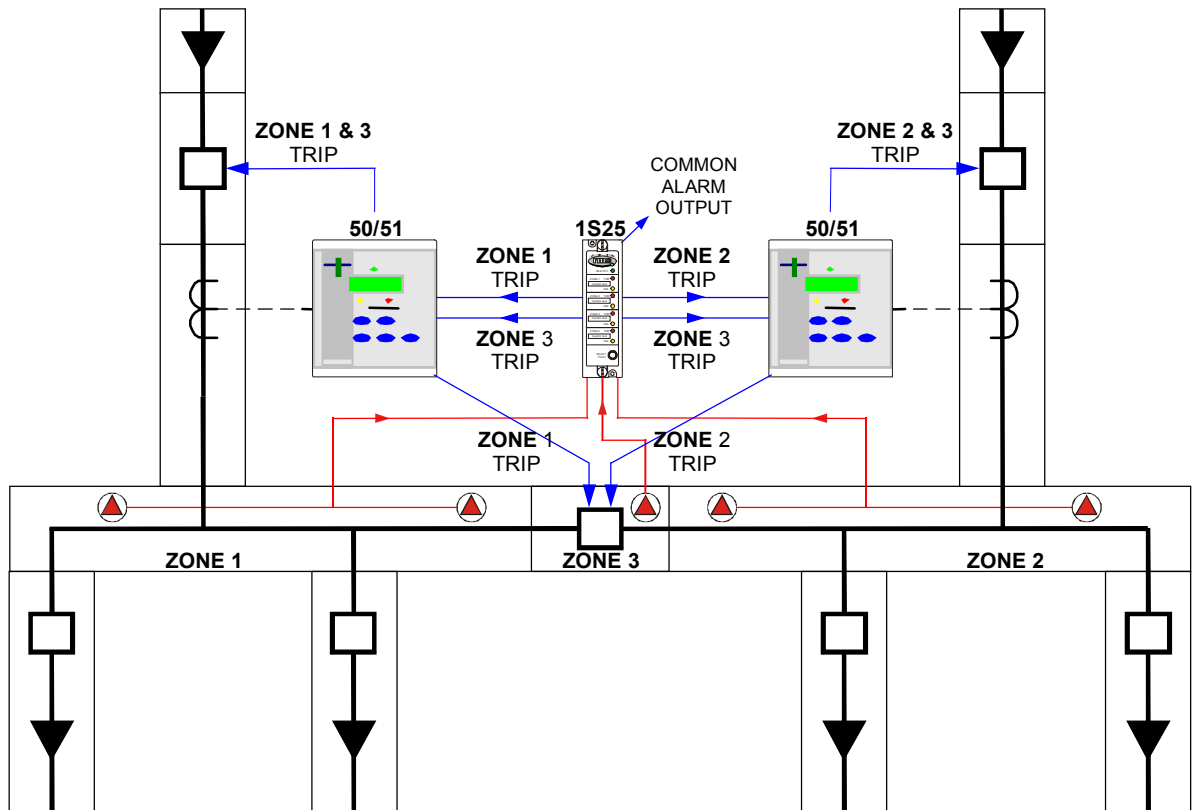 ZONE 1 & 3
TRIP
ZONE 2 & 3
TRIP
COMMON
ALARM
OUTPUT
50/51
1S25
50/51
ZONE 1
TRIP
ZONE 2
TRIP
ZONE 3
TRIP
ZONE 3
TRIP
ZONE 1
TRIP
ZONE 2
TRIP
ZONE 1
ZONE 3
ZONE 2